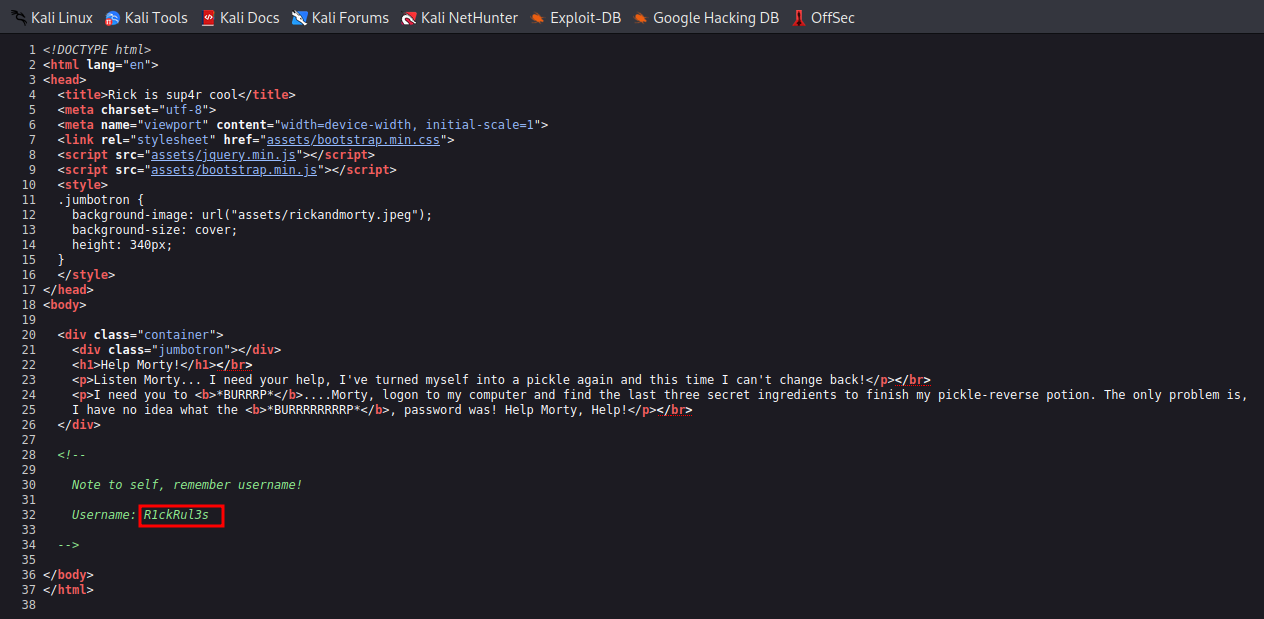 Kali Linux Kali Tools Kali Docs Kali Forums Kali NetHunter Exploit-DB Google Hacking DB OffSec
1 <!DOCTYPE html>
2 <html lang="en">
3 <head>
4   <title>Rick is sup4r cool</title>
5   <meta charset="utf-8">
6   <meta name="viewport" content="width=device-width, initial-scale=1">
7   <link rel="stylesheet" href="assets/bootstrap.min.css">
8   <script src="assets/jquery.min.js"></script>
9   <script src="assets/bootstrap.min.js"></script>
10   <style>
11   .jumbotron {
12     background-image: url("assets/rickandmorty.jpeg");
13     background-size: cover;
14     height: 340px;
15   }
16   </style>
17 </head>
18 <body>
19
20   <div class="container">
21     <div class="jumbotron"></div>
22     <h1>Help Morty!</h1></br>
23     <p>Listen Morty... I need your help, I've turned myself into a pickle again and this time I can't change back!</p></br>
24     <p>I need you to <b>*BURRRP*</b>....Morty, logon to my computer and find the last three secret ingredients to finish my pickle-reverse potion. The only problem is,
25     I have no idea what the <b>*BURRRRRRRRP*</b>, password was! Help Morty, Help!</p></br>
26   </div>
27
28   <!--
29
30     Note to self, remember username!
31
32     Username: R1ckRul3s
33
34   -->
35
36 </body>
37 </html>
38